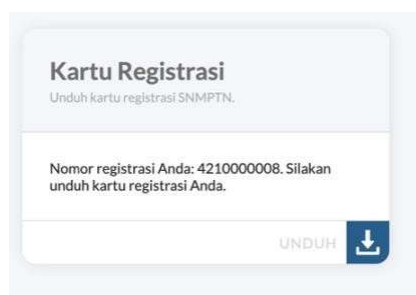 Kartu Registrasi
Unduh kartu registrasi SNMPTN.
Nomor registrasi Anda: 4210000008. Silakan
unduh kartu registrasi Anda.
UNDUH